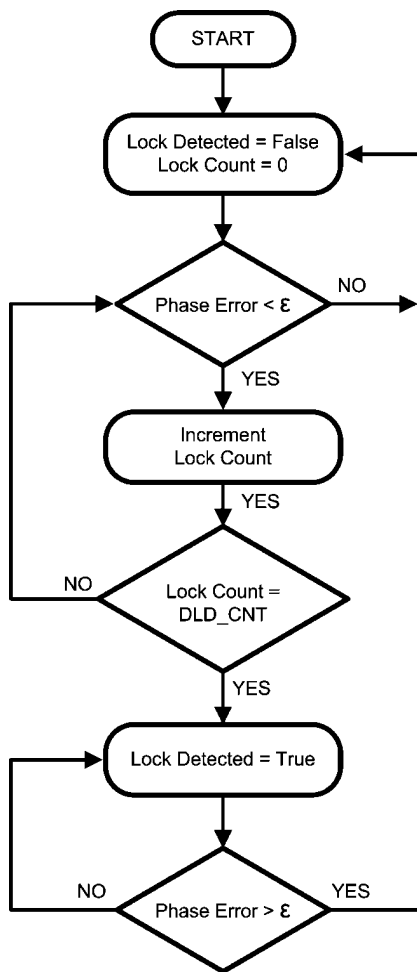 START
Lock Detected = False
Lock Count = 0
Phase Error < ε
NO
YES
Increment
Lock Count
YES
NO
Lock Count =
DLD_CNT
YES
Lock Detected = True
NO
Phase Error > ε
YES